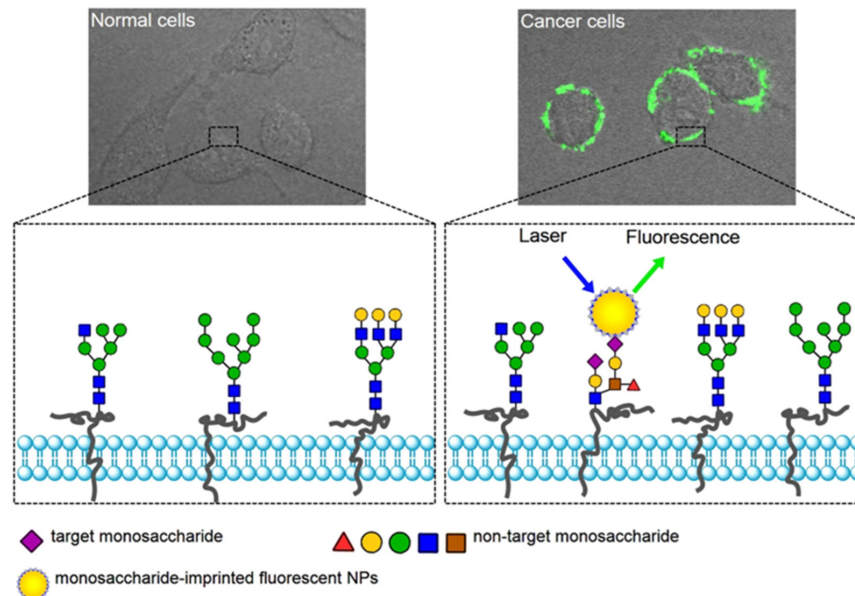 Normal cells
Cancer cells
Laser
Fluorescence
target monosaccharide
non-target monosaccharide
monosaccharide-imprinted fluorescent NPs